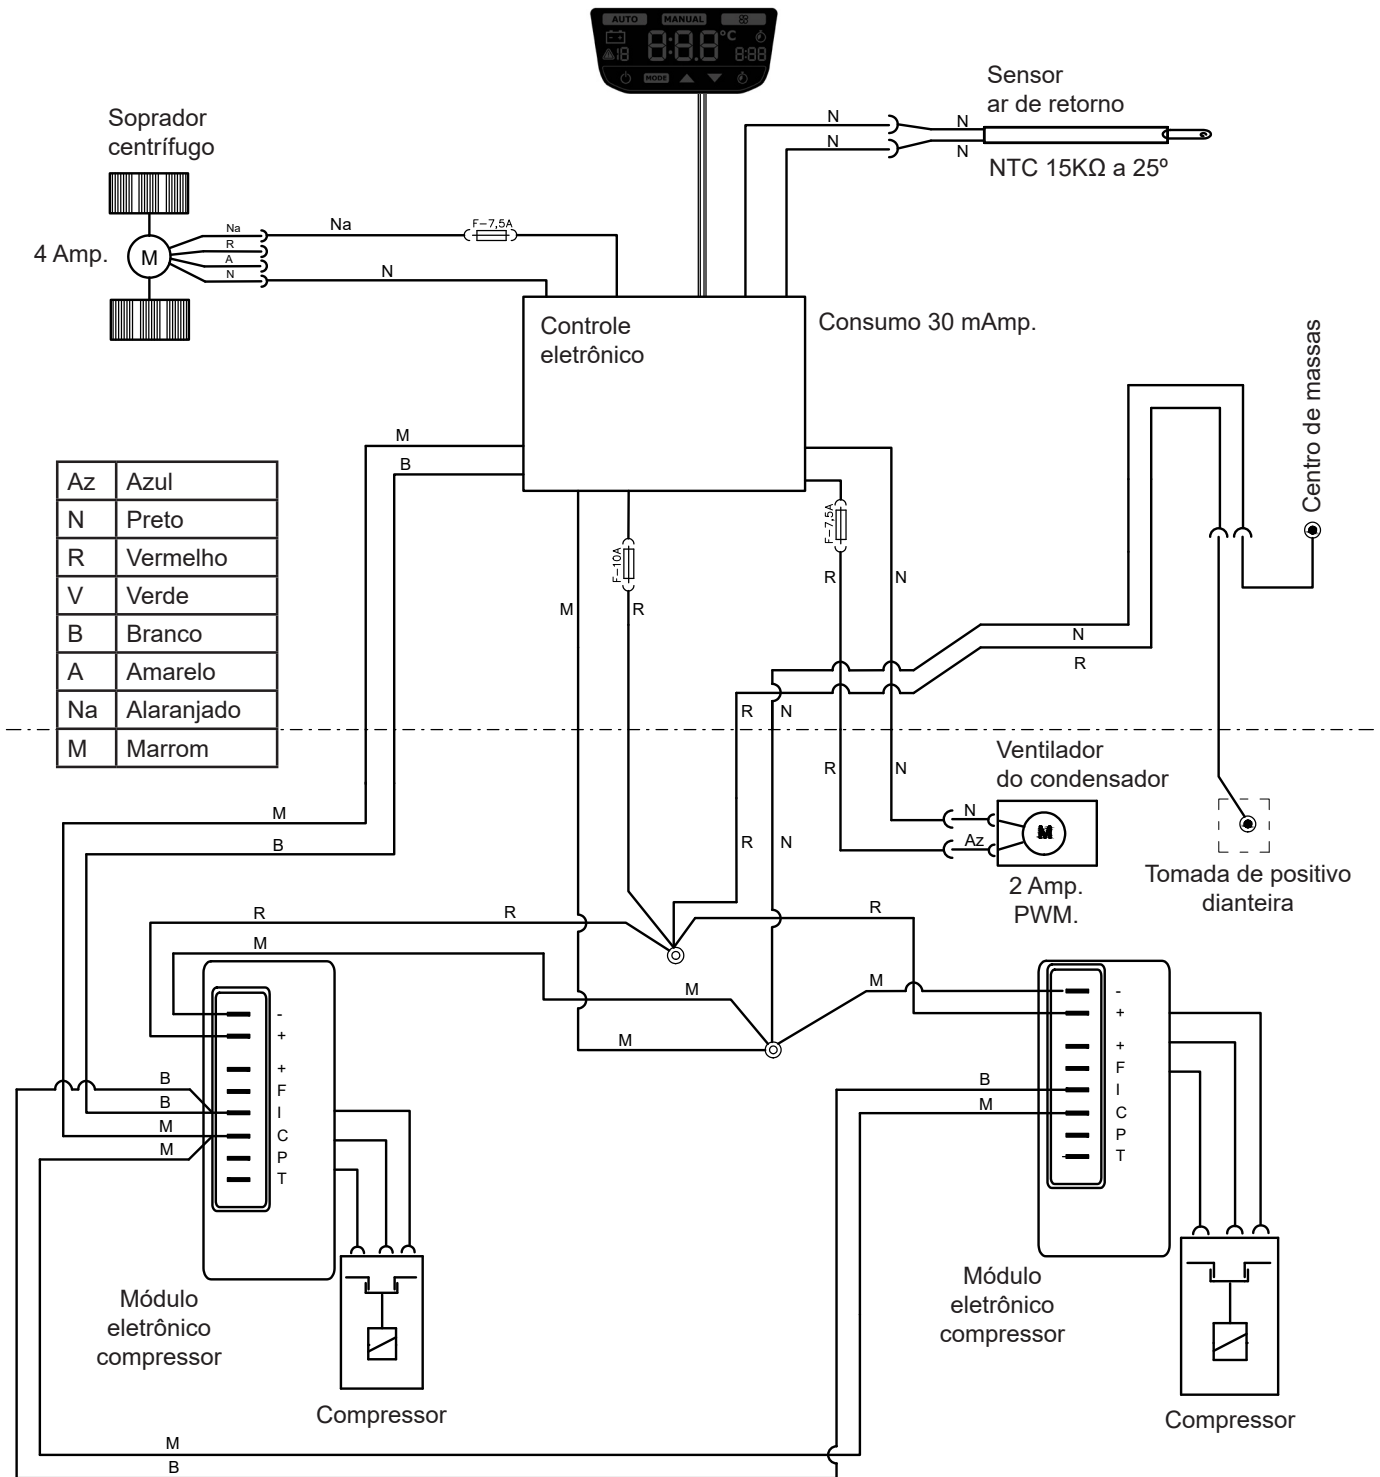 AUTO MANUAL
8:8.8 °C
18 8:88
MODE
Sensor
ar de retorno
N
N
N
N
NTC 15KΩ a 25º
Soprador
centrífugo
4 Amp.
M
Na
R
A
N
Na
F-7,5A
N
Controle
eletrônico
Consumo 30 mAmp.
Centro de massas
M
B
Az Azul
N Preto
R Vermelho
V Verde
B Branco
A Amarelo
Na Alaranjado
M Marrom
F-10A
F-7,5A
M
R
R
N
N
R
R
N
R
N
Ventilador
do condensador
M
B
R
N
N
Az
M
2 Amp.
PWM.
Tomada de positivo
dianteira
R
R
R
M
M
M
M
-
+
+
F
I
C
P
T
B
B
M
M
-
+
+
F
I
C
P
T
B
M
Módulo
eletrônico
compressor
Compressor
Módulo
eletrônico
compressor
Compressor
M
B